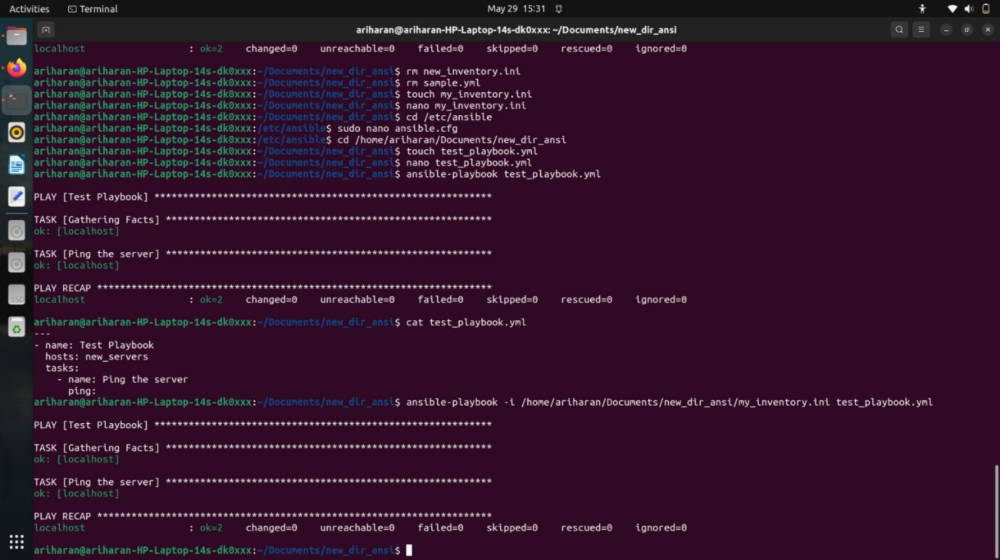 Activities Terminal May 29 15:31
ariharan@ariharan-HP-Laptop-14s-dk0xxx: ~/Documents/new_dir_ansi
localhost : ok=2 changed=0 unreachable=0 failed=0 skipped=0 rescued=0 ignored=0
ariharan@ariharan-HP-Laptop-14s-dk0xxx:~/Documents/new_dir_ansi$ rm new_inventory.ini
ariharan@ariharan-HP-Laptop-14s-dk0xxx:~/Documents/new_dir_ansi$ rm sample.yml
ariharan@ariharan-HP-Laptop-14s-dk0xxx:~/Documents/new_dir_ansi$ touch my_inventory.ini
ariharan@ariharan-HP-Laptop-14s-dk0xxx:~/Documents/new_dir_ansi$ nano my_inventory.ini
ariharan@ariharan-HP-Laptop-14s-dk0xxx:~/Documents/new_dir_ansi$ cd /etc/ansible
ariharan@ariharan-HP-Laptop-14s-dk0xxx:/etc/ansible$ sudo nano ansible.cfg
ariharan@ariharan-HP-Laptop-14s-dk0xxx:/etc/ansible$ cd /home/ariharan/Documents/new_dir_ansi
ariharan@ariharan-HP-Laptop-14s-dk0xxx:~/Documents/new_dir_ansi$ touch test_playbook.yml
ariharan@ariharan-HP-Laptop-14s-dk0xxx:~/Documents/new_dir_ansi$ nano test_playbook.yml
ariharan@ariharan-HP-Laptop-14s-dk0xxx:~/Documents/new_dir_ansi$ ansible-playbook test_playbook.yml
PLAY [Test Playbook] ***********************************************************
TASK [Gathering Facts] *********************************************************
ok: [localhost]
TASK [Ping the server] *********************************************************
ok: [localhost]
PLAY RECAP *********************************************************************
localhost : ok=2 changed=0 unreachable=0 failed=0 skipped=0 rescued=0 ignored=0
ariharan@ariharan-HP-Laptop-14s-dk0xxx:~/Documents/new_dir_ansi$ cat test_playbook.yml
---
- name: Test Playbook
  hosts: new_servers
  tasks:
    - name: Ping the server
      ping:
ariharan@ariharan-HP-Laptop-14s-dk0xxx:~/Documents/new_dir_ansi$ ansible-playbook -i /home/ariharan/Documents/new_dir_ansi/my_inventory.ini test_playbook.yml
PLAY [Test Playbook] ***********************************************************
TASK [Gathering Facts] *********************************************************
ok: [localhost]
TASK [Ping the server] *********************************************************
ok: [localhost]
PLAY RECAP *********************************************************************
localhost : ok=2 changed=0 unreachable=0 failed=0 skipped=0 rescued=0 ignored=0
ariharan@ariharan-HP-Laptop-14s-dk0xxx:~/Documents/new_dir_ansi$
SSD